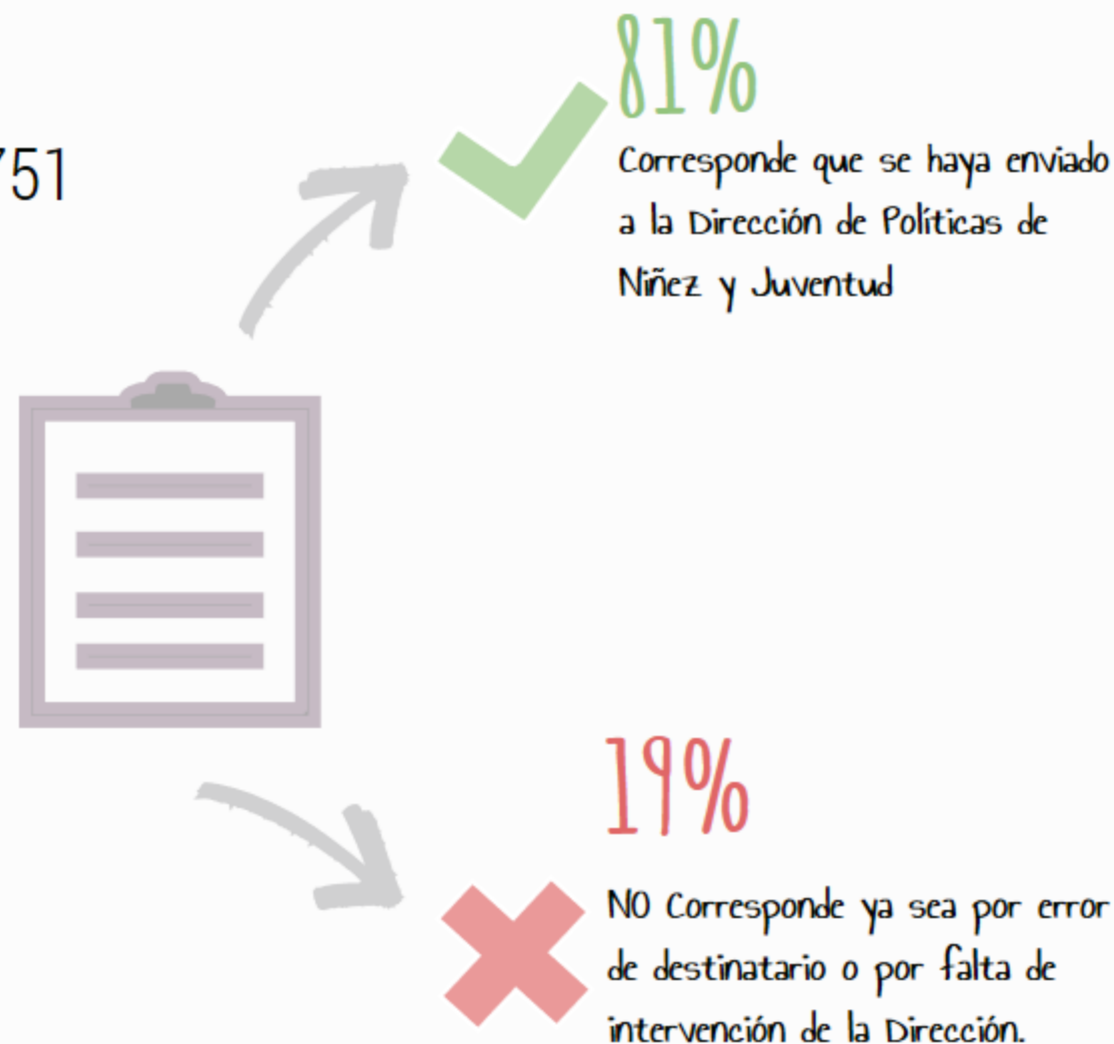 751
81%
Corresponde que se haya enviado
a la Dirección de Políticas de
Niñez y Juventud
19%
NO Corresponde ya sea por error
de destinatario o por falta de
intervención de la Dirección.